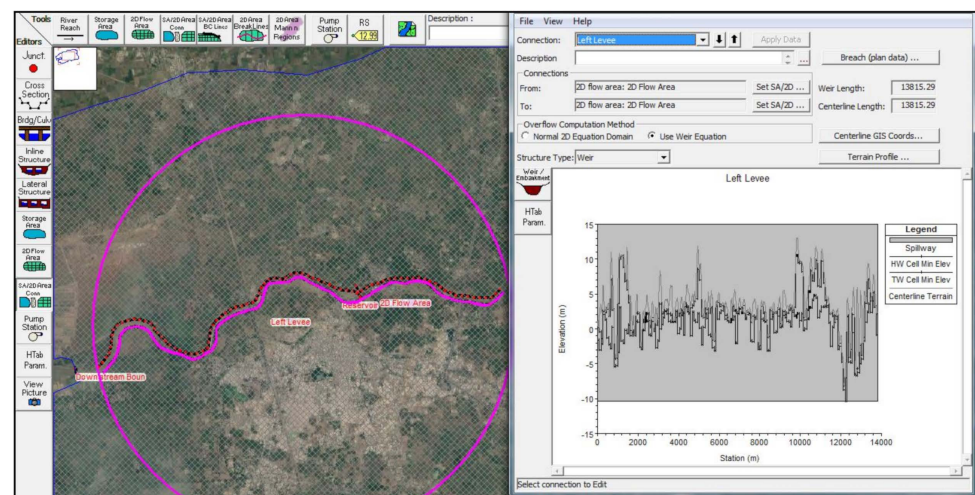 Tools
Editors
River Reach
Storage Area
2D Flow Area
SA/2D Area Conn
SA/2D Area BC Lines
2D Area BreakLines
2D Area Mann n Regions
Pump Station
RS
12.99
Description :
Junct.
Cross Section
Brdg/Culv
Inline Structure
Lateral Structure
Storage Area
2D Flow Area
SA/2D Area Conn
Pump Station
HTab Param.
View Picture
Reservoir 2D Flow Area
Left Levee
Downstream Boun
File View Help
Connection: Left Levee Apply Data
Description ... Breach (plan data) ...
Connections
From: 2D flow area: 2D Flow Area Set SA/2D ... Weir Length: 13815.29
To: 2D flow area: 2D Flow Area Set SA/2D ... Centerline Length: 13815.29
Overflow Computation Method
Normal 2D Equation Domain Use Weir Equation Centerline GIS Coords...
Structure Type: Weir Terrain Profile ...
Weir / Embankment
HTab Param.
Left Levee
Legend
Spillway
HW Cell Min Elev
TW Cell Min Elev
Centerline Terrain
Elevation (m)
15
10
5
0
-5
-10
-15
0 2000 4000 6000 8000 10000 12000 14000
Station (m)
Select connection to Edit